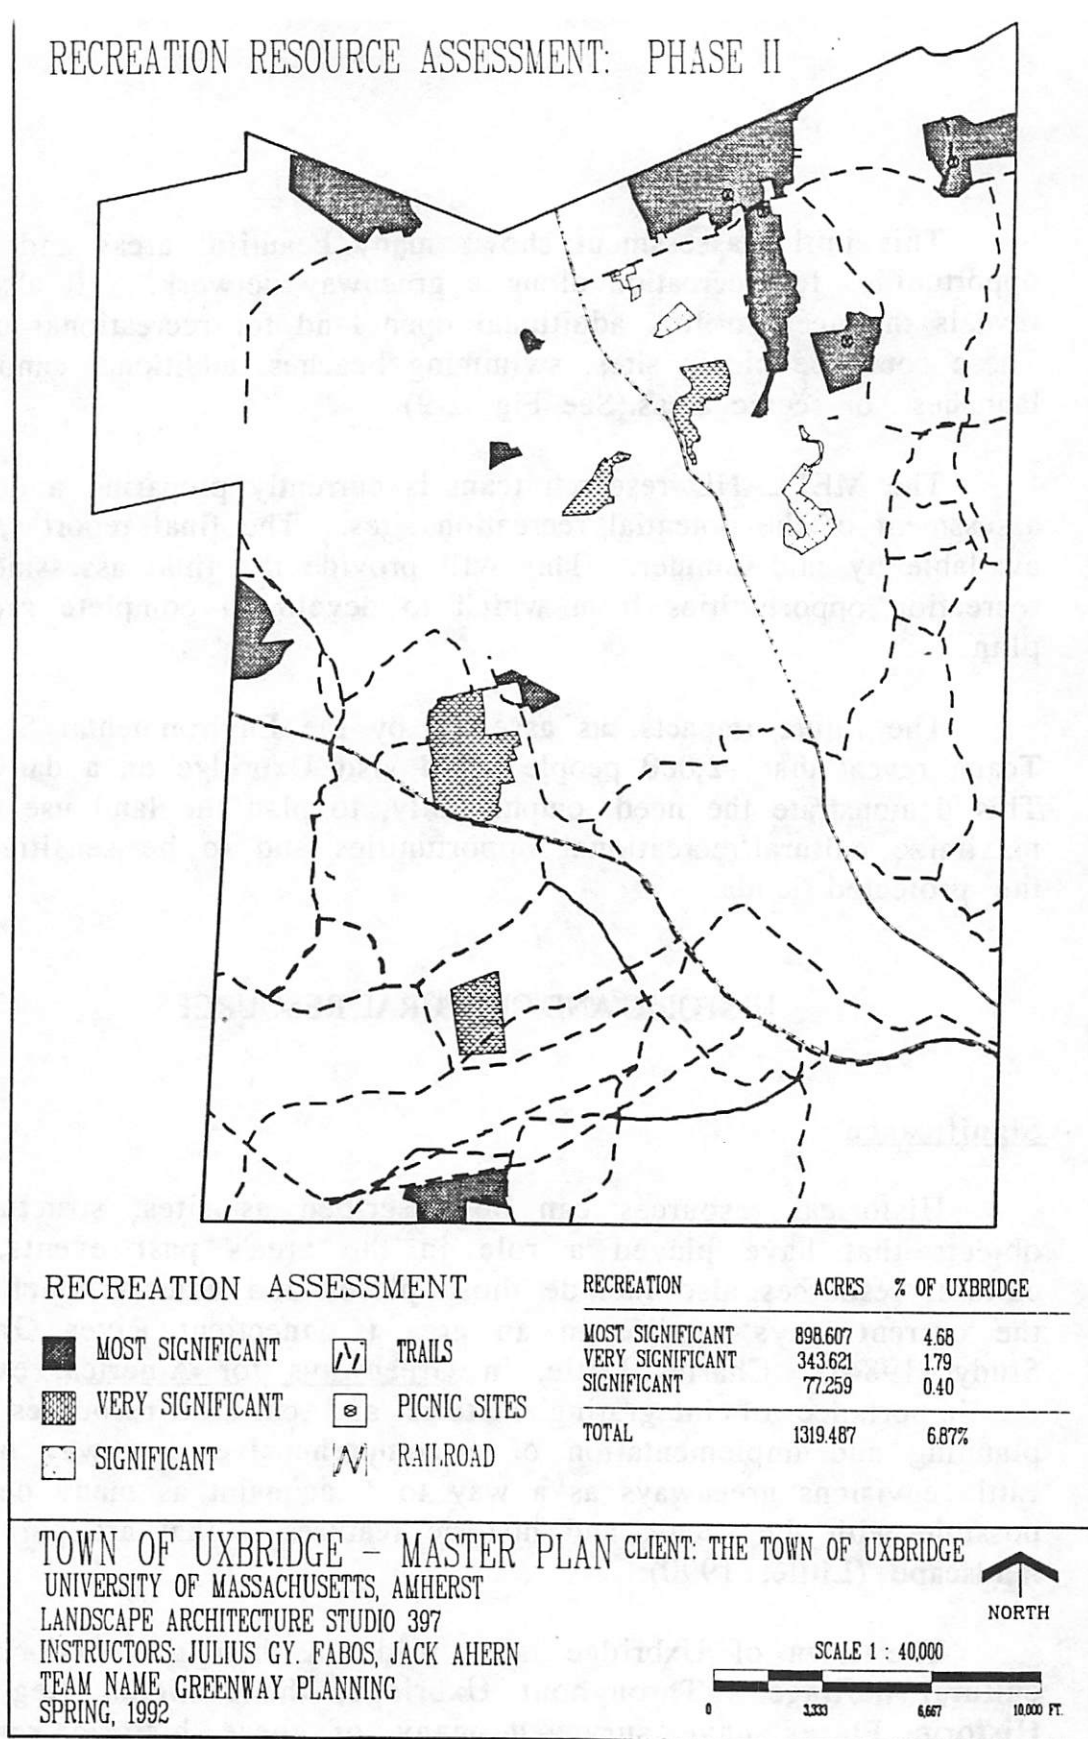 RECREATION RESOURCE ASSESSMENT: PHASE II
RECREATION ASSESSMENT
MOST SIGNIFICANT
VERY SIGNIFICANT
SIGNIFICANT
TRAILS
PICNIC SITES
RAILROAD
RECREATION ACRES % OF UXBRIDGE
MOST SIGNIFICANT 898.607 4.68
VERY SIGNIFICANT 343.621 1.79
SIGNIFICANT 77.259 0.40
TOTAL 1319.487 6.87%
TOWN OF UXBRIDGE - MASTER PLAN
UNIVERSITY OF MASSACHUSETTS, AMHERST
LANDSCAPE ARCHITECTURE STUDIO 397
INSTRUCTORS: JULIUS GY. FABOS, JACK AHERN
TEAM NAME, GREENWAY PLANNING
SPRING, 1992
CLIENT: THE TOWN OF UXBRIDGE
NORTH
SCALE 1 : 40,000
0 3,333 6,667 10,000 FT.